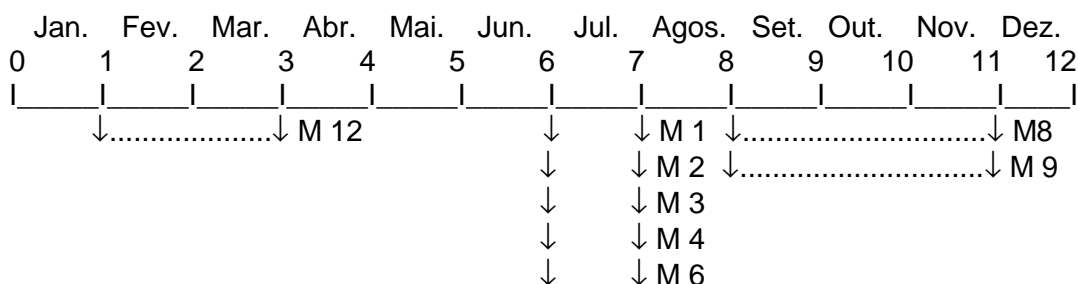 Jan. Fev. Mar. Abr. Mai. Jun. Jul. Agos. Set. Out. Nov. Dez.
0 1 2 3 4 5 6 7 8 9 10 11 12
I______I______I______I______I______I______I______I______I______I______I______I_____I
↓....................↓ M 12 ↓ ↓ M 1 ↓...............................↓ M8
↓ ↓ M 2 ↓...............................↓ M 9
↓ ↓ M 3
↓ ↓ M 4
↓ ↓ M 6